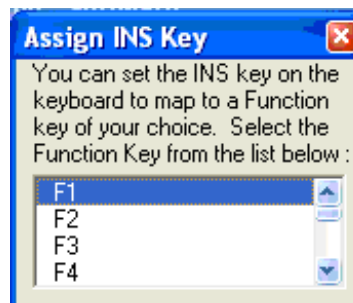 Assign INS Key
You can set the INS key on the
keyboard to map to a Function
key of your choice.  Select the
Function Key from the list below :
F1
F2
F3
F4